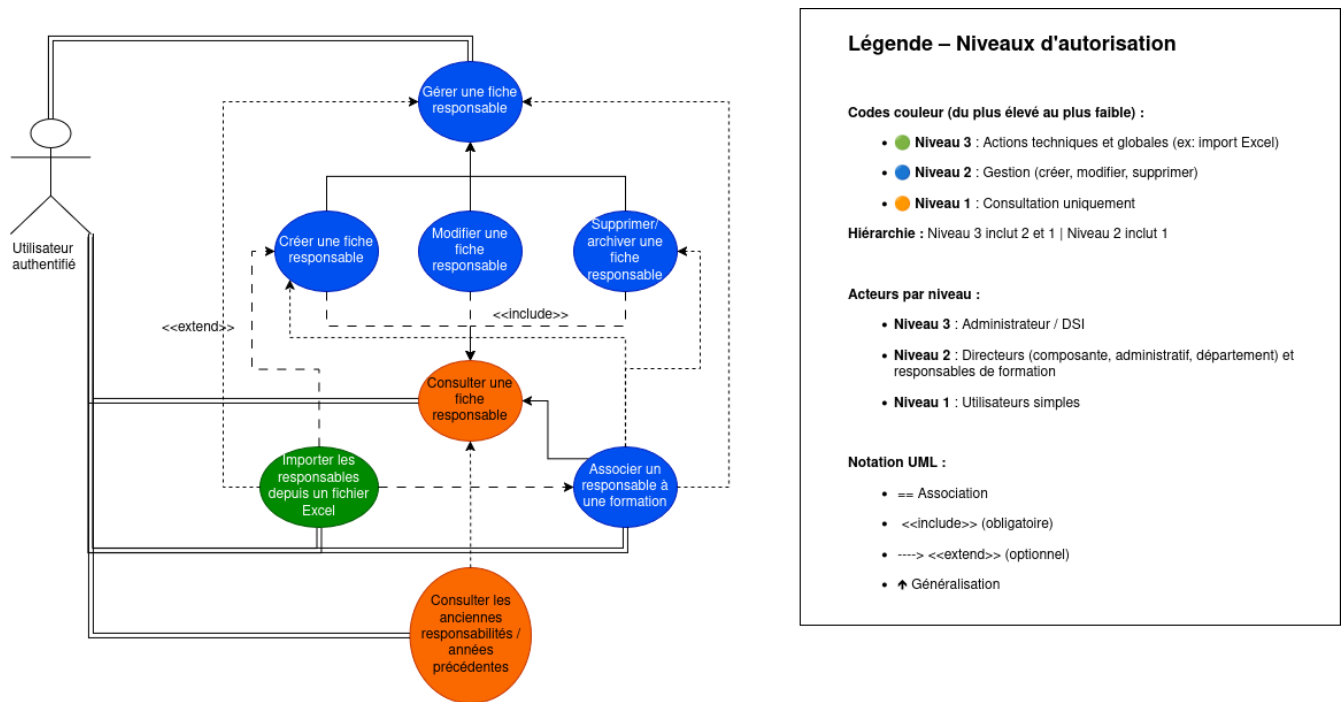 Gérer une fiche
responsable
Créer une fiche
responsable
Modifier une
fiche
responsable
Supprimer/
archiver une
fiche
responsable
Utilisateur
authentifié
<<extend>>
<<include>>
Consulter une
fiche
responsable
Importer les
responsables
depuis un fichier
Excel
Associer un
responsable à
une formation
Consulter les
anciennes
responsabilités /
années
précédentes
Légende – Niveaux d'autorisation
Codes couleur (du plus élevé au plus faible) :
• 🟢 Niveau 3 : Actions techniques et globales (ex: import Excel)
• 🔵 Niveau 2 : Gestion (créer, modifier, supprimer)
• 🟠 Niveau 1 : Consultation uniquement
Hiérarchie : Niveau 3 inclut 2 et 1 | Niveau 2 inclut 1
Acteurs par niveau :
• Niveau 3 : Administrateur / DSI
• Niveau 2 : Directeurs (composante, administratif, département) et
responsables de formation
• Niveau 1 : Utilisateurs simples
Notation UML :
• == Association
• <<include>> (obligatoire)
• ----> <<extend>> (optionnel)
• 🡹 Généralisation